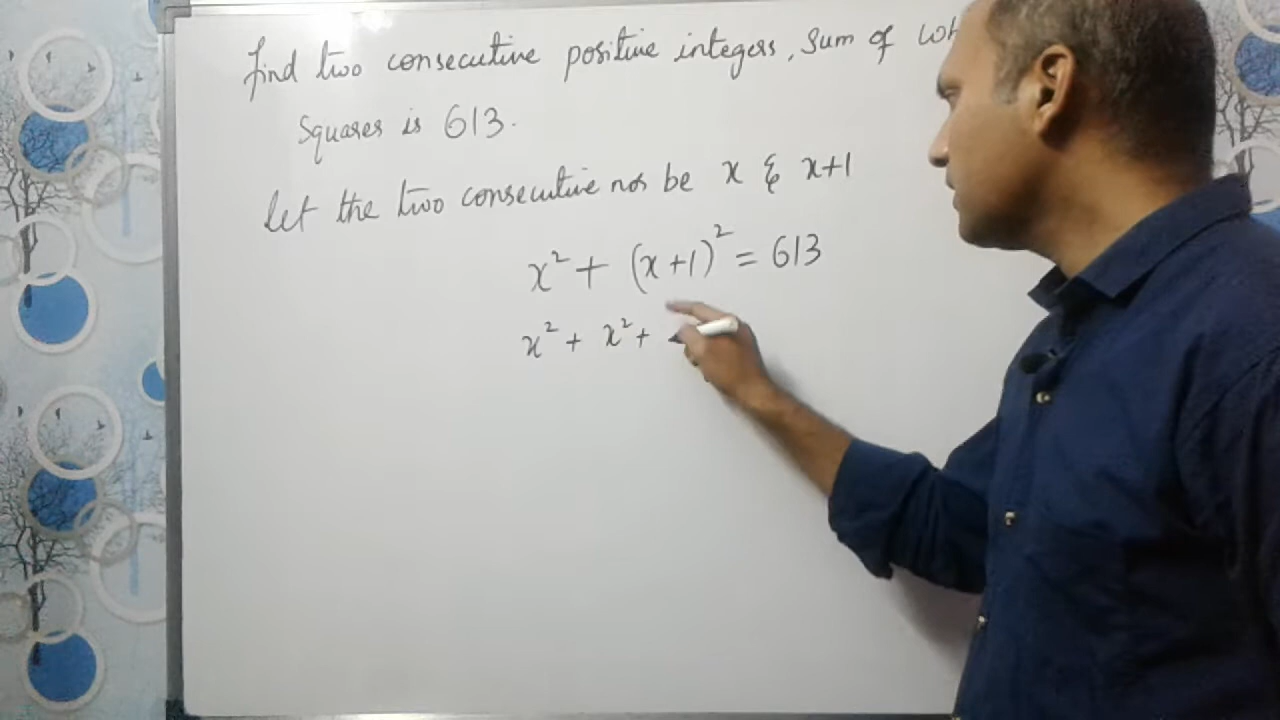 find two consecutive positive integers, sum of
squares is 613.
let the two consecutive nos be x & x+1
x² + (x+1)² = 613
x² + x² +